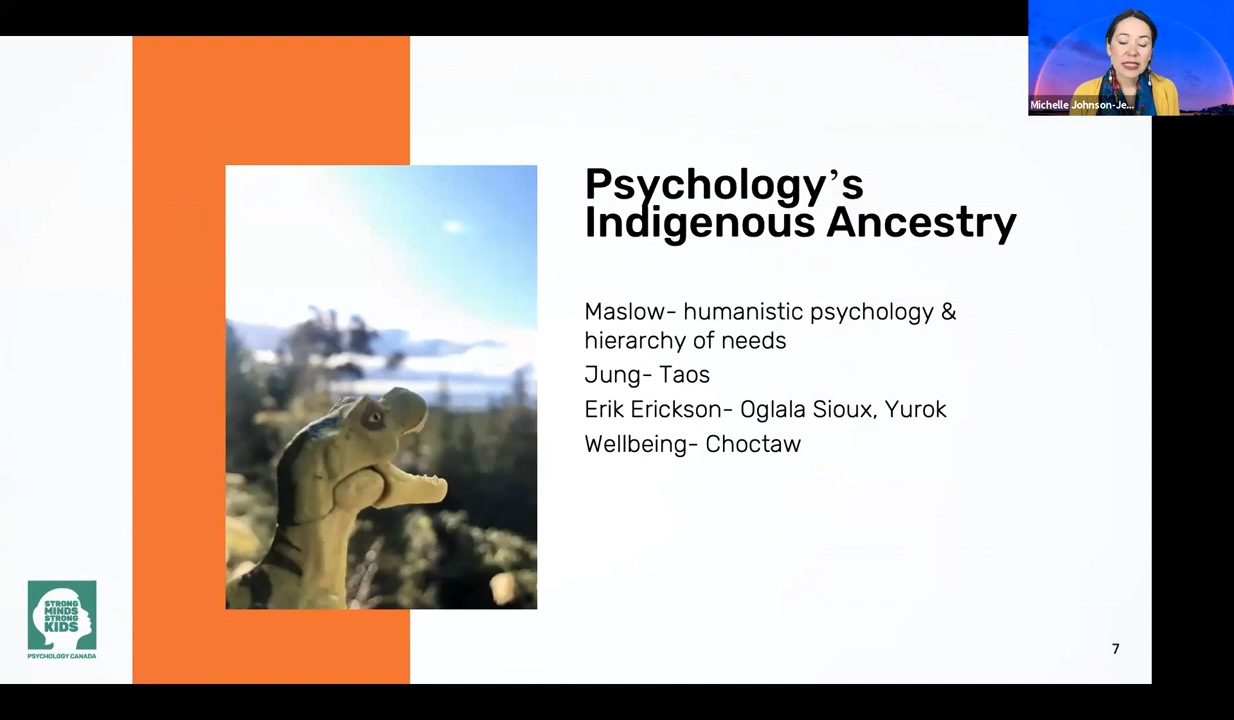 Michelle Johnson-Je...
Psychology's
Indigenous Ancestry
Maslow- humanistic psychology &
hierarchy of needs
Jung- Taos
Erik Erickson- Oglala Sioux, Yurok
Wellbeing- Choctaw
STRONG
MINDS
STRONG
KIDS
PSYCHOLOGY CANADA
7